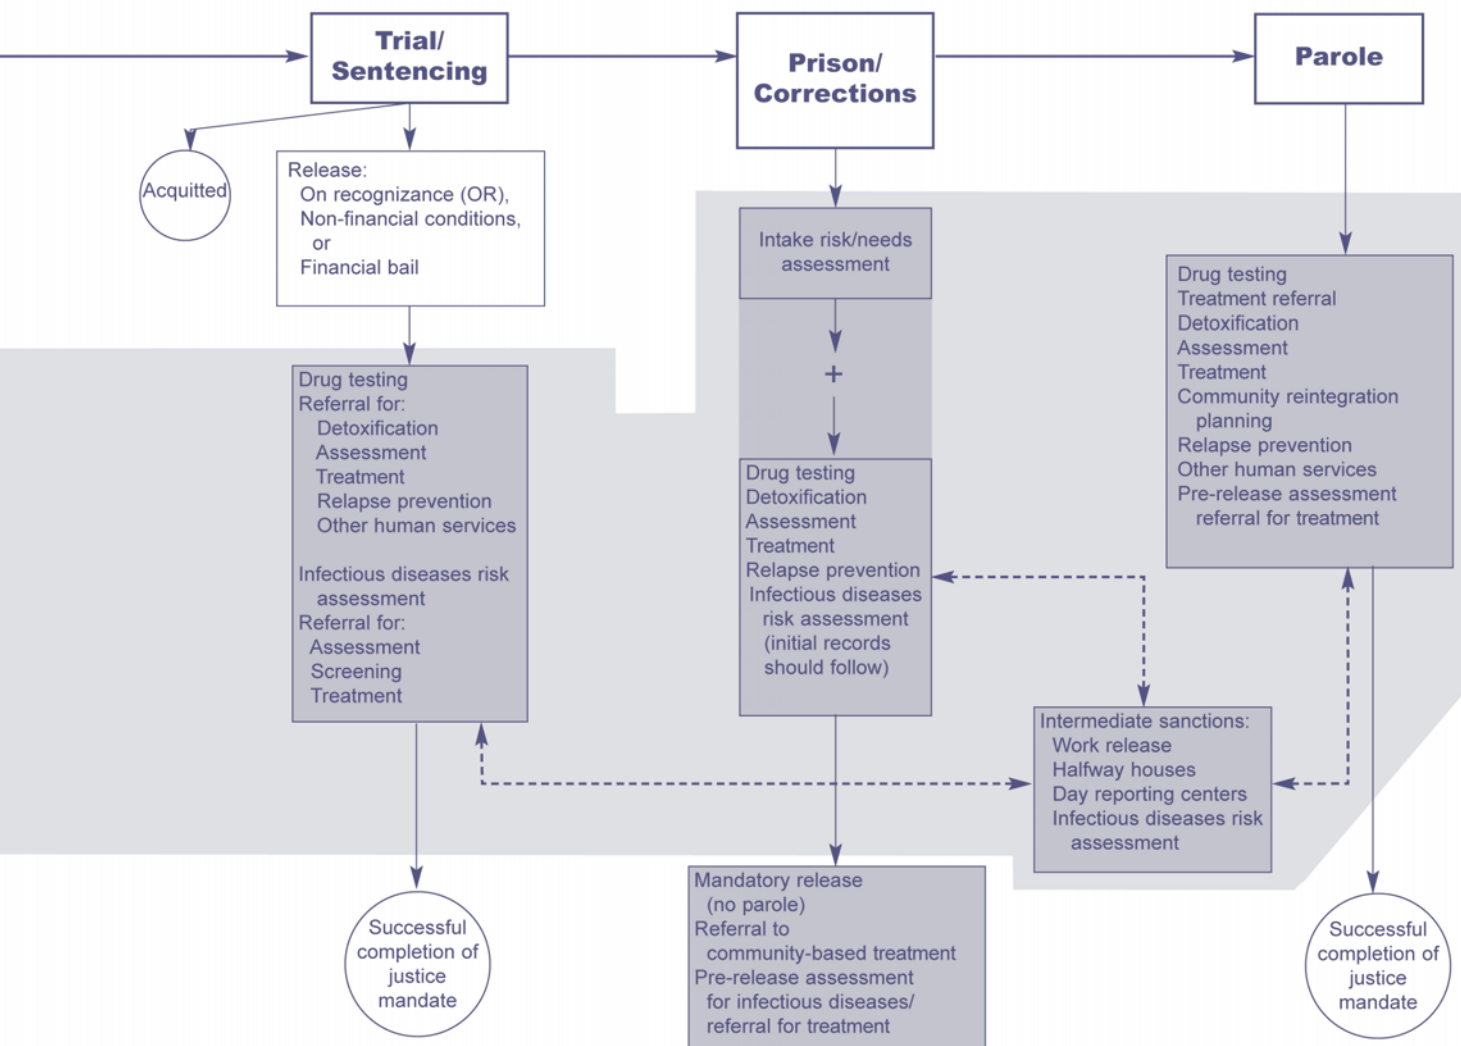 Trial/
Sentencing
Prison/
Corrections
Parole
Acquitted
Release:
On recognizance (OR),
Non-financial conditions,
or
Financial bail
Intake risk/needs
assessment
+
Drug testing
Referral for:
Detoxification
Assessment
Treatment
Relapse prevention
Other human services
Infectious diseases risk
assessment
Referral for:
Assessment
Screening
Treatment
Drug testing
Detoxification
Assessment
Treatment
Relapse prevention
Infectious diseases
risk assessment
(initial records
should follow)
Drug testing
Treatment referral
Detoxification
Assessment
Treatment
Community reintegration
planning
Relapse prevention
Other human services
Pre-release assessment
referral for treatment
Intermediate sanctions:
Work release
Halfway houses
Day reporting centers
Infectious diseases risk
assessment
Successful
completion of
justice
mandate
Mandatory release
(no parole)
Referral to
community-based treatment
Pre-release assessment
for infectious diseases/
referral for treatment
Successful
completion of
justice
mandate